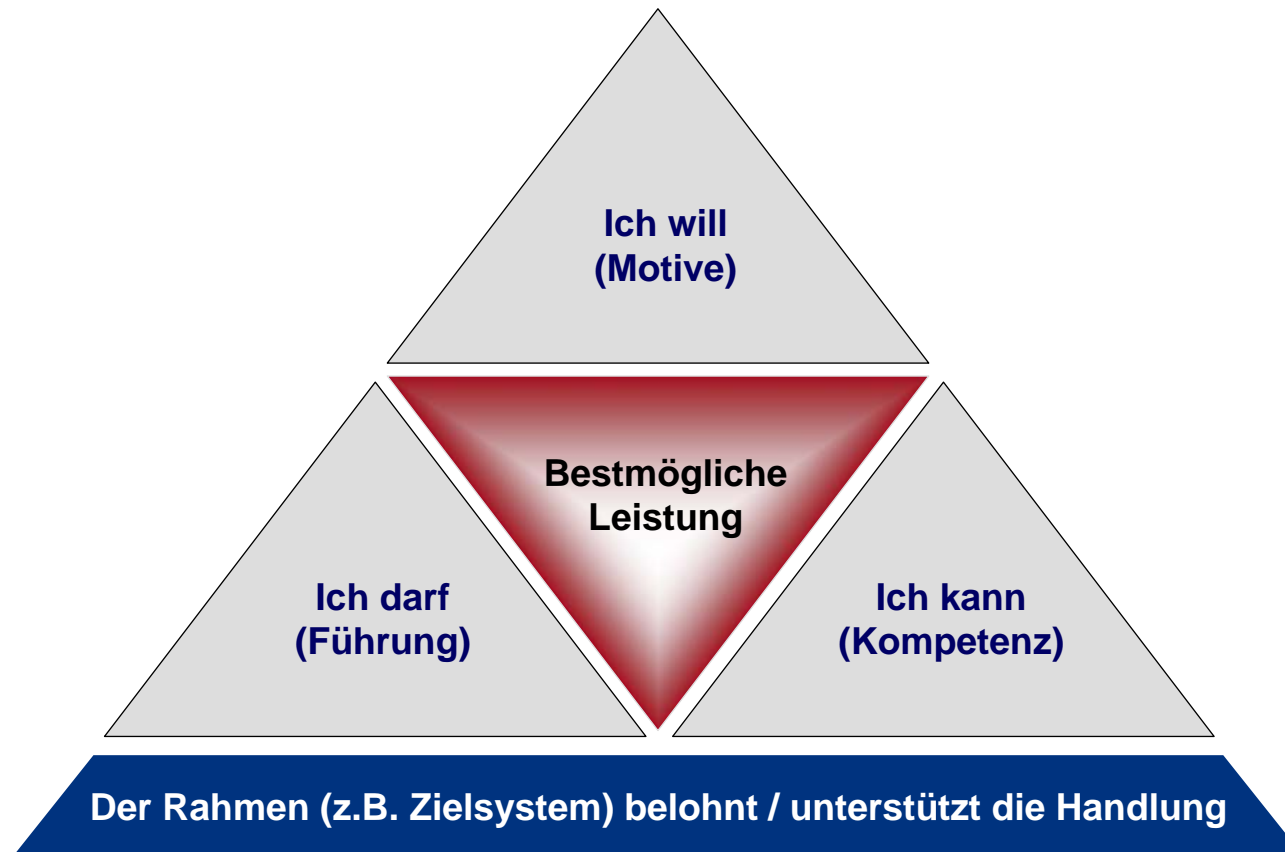 Ich will
(Motive)
Bestmögliche
Leistung
Ich darf
(Führung)
Ich kann
(Kompetenz)
Der Rahmen (z.B. Zielsystem) belohnt / unterstützt die Handlung